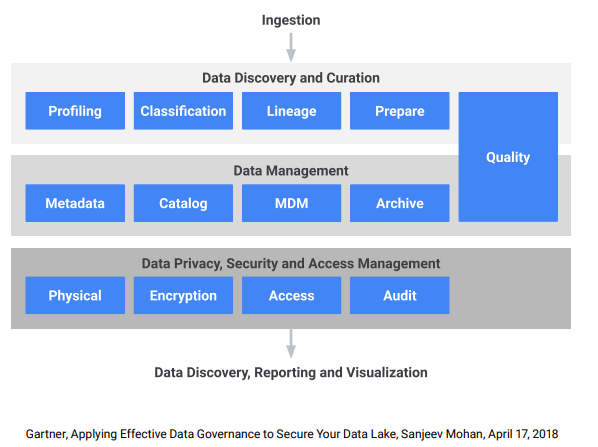 Ingestion
Data Discovery and Curation
Profiling
Classification
Lineage
Prepare
Quality
Data Management
Metadata
Catalog
MDM
Archive
Data Privacy, Security and Access Management
Physical
Encryption
Access
Audit
Data Discovery, Reporting and Visualization
Gartner, Applying Effective Data Governance to Secure Your Data Lake, Sanjeev Mohan, April 17, 2018